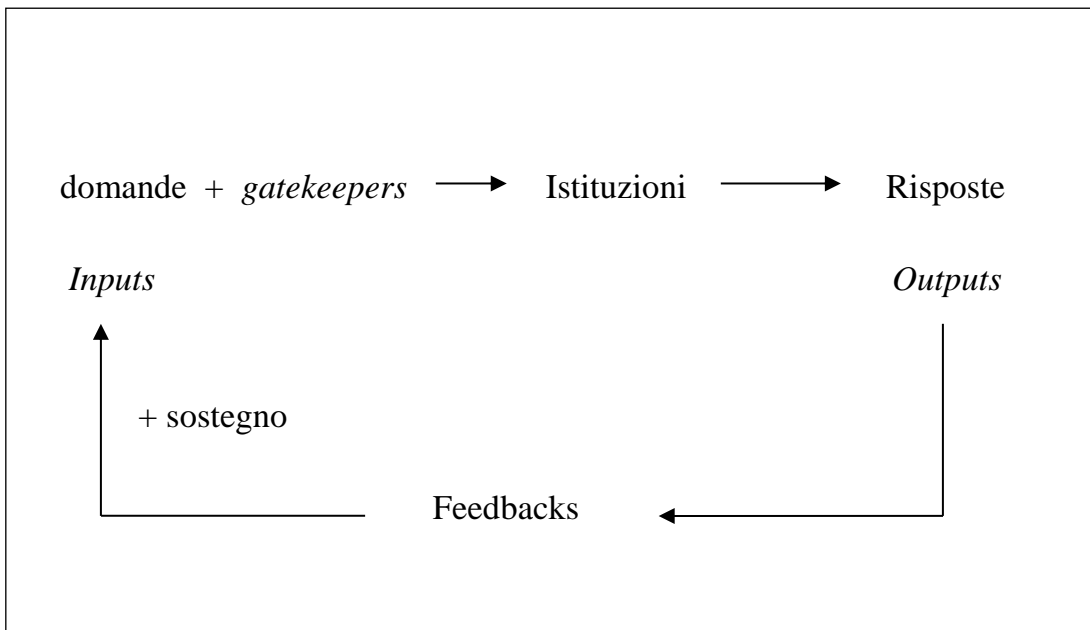 domande + gatekeepers Istituzioni Risposte
Inputs Outputs
+ sostegno
Feedbacks